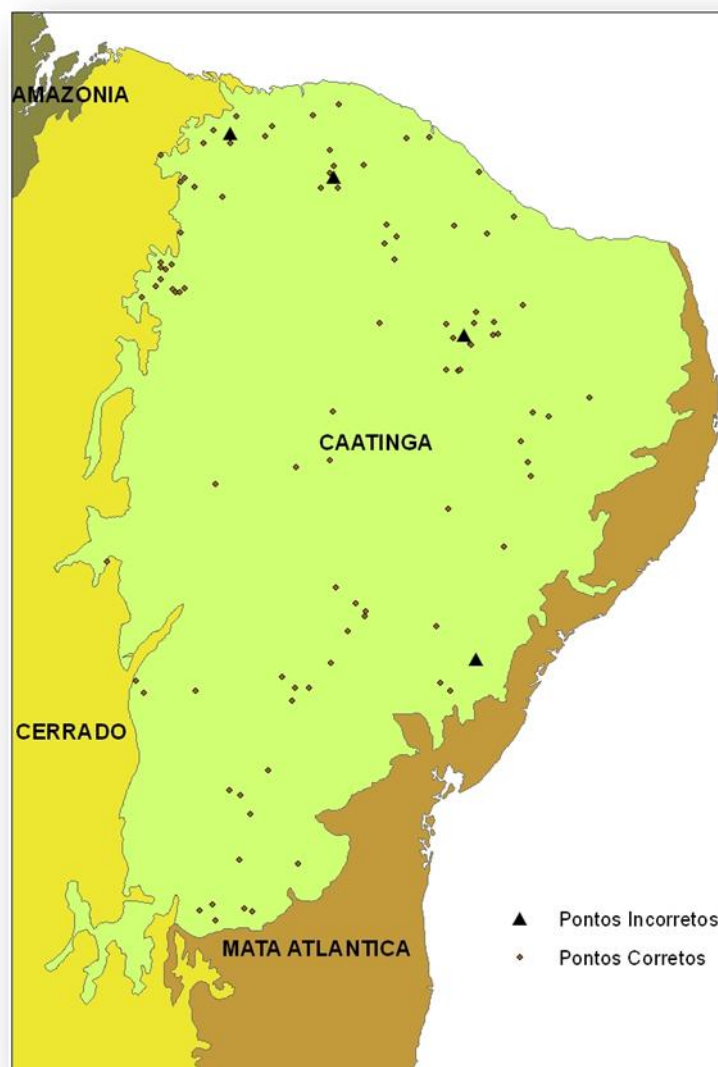 AMAZONIA
CAATINGA
CERRADO
MATA ATLANTICA
Pontos Incorretos
Pontos Corretos